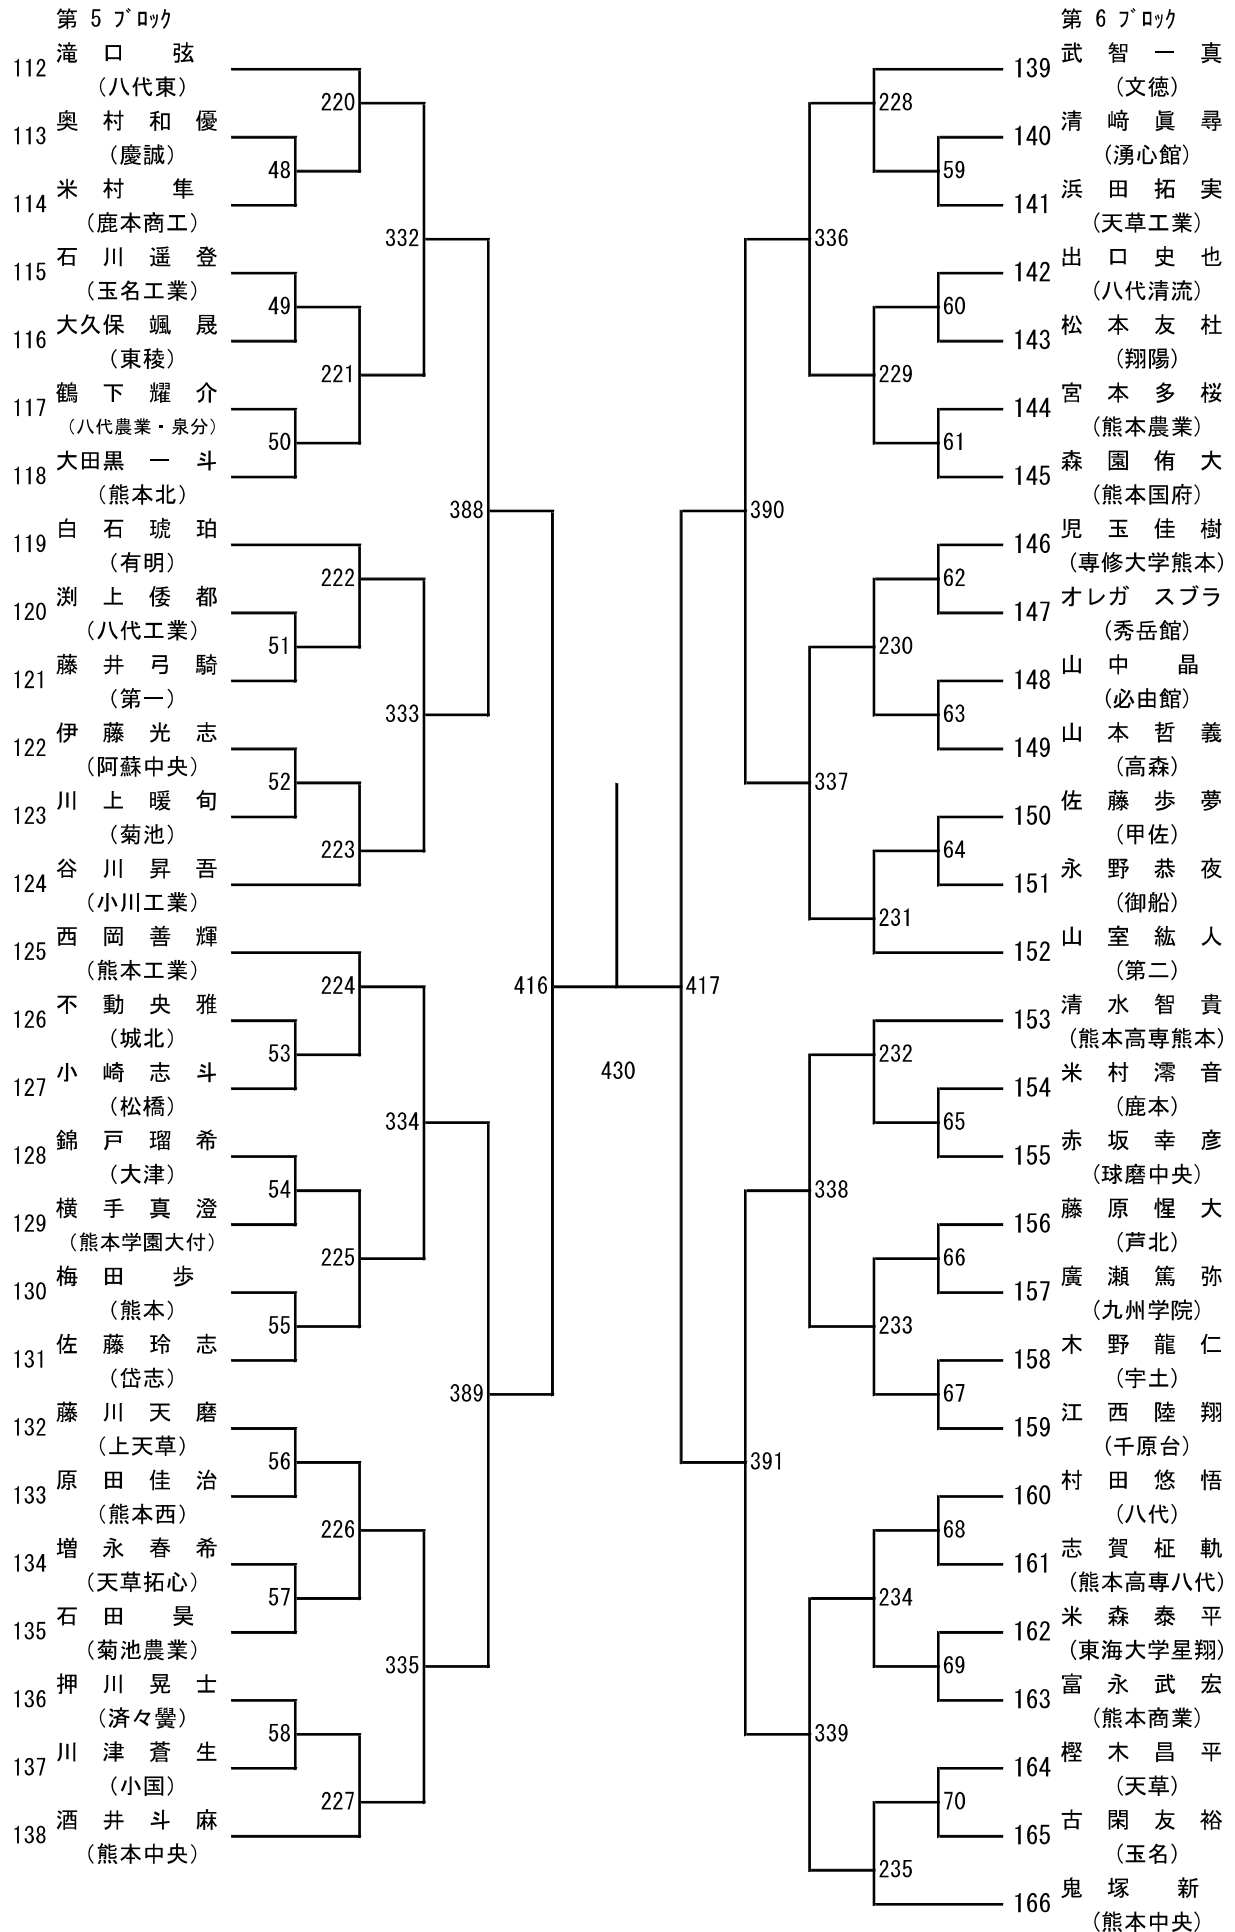 第 5 ブロック
112 滝 口 弦
(八代東)
113 奥 村 和 優
(慶誠)
114 米 村 隼
(鹿本商工)
115 石 川 遥 登
(玉名工業)
116 大久保 颯 晟
(東稜)
117 鶴 下 耀 介
(八代農業・泉分)
118 大田黒 一 斗
(熊本北)
119 白 石 琥 珀
(有明)
120 渕 上 倭 都
(八代工業)
121 藤 井 弓 騎
(第一)
122 伊 藤 光 志
(阿蘇中央)
123 川 上 暖 旬
(菊池)
124 谷 川 昇 吾
(小川工業)
125 西 岡 善 輝
(熊本工業)
126 不 動 央 雅
(城北)
127 小 崎 志 斗
(松橋)
128 錦 戸 瑠 希
(大津)
129 横 手 真 澄
(熊本学園大付)
130 梅 田 歩
(熊本)
131 佐 藤 玲 志
(岱志)
132 藤 川 天 磨
(上天草)
133 原 田 佳 治
(熊本西)
134 増 永 春 希
(天草拓心)
135 石 田 昊
(菊池農業)
136 押 川 晃 士
(済々黌)
137 川 津 蒼 生
(小国)
138 酒 井 斗 麻
(熊本中央)
48
49
50
51
52
53
54
55
56
57
58
220
221
222
223
224
225
226
227
332
333
334
335
388
389
416
430
417
390
391
336
337
338
339
228
229
230
231
232
233
234
235
59
60
61
62
63
64
65
66
67
68
69
70
第 6 ブロック
139 武 智 一 真
(文徳)
140 清 﨑 眞 尋
(湧心館)
141 浜 田 拓 実
(天草工業)
142 出 口 史 也
(八代清流)
143 松 本 友 杜
(翔陽)
144 宮 本 多 桜
(熊本農業)
145 森 園 侑 大
(熊本国府)
146 児 玉 佳 樹
(専修大学熊本)
147 オレガ スブラ
(秀岳館)
148 山 中 晶
(必由館)
149 山 本 哲 義
(高森)
150 佐 藤 歩 夢
(甲佐)
151 永 野 恭 夜
(御船)
152 山 室 紘 人
(第二)
153 清 水 智 貴
(熊本高専熊本)
154 米 村 澪 音
(鹿本)
155 赤 坂 幸 彦
(球磨中央)
156 藤 原 惺 大
(芦北)
157 廣 瀬 篤 弥
(九州学院)
158 木 野 龍 仁
(宇土)
159 江 西 陸 翔
(千原台)
160 村 田 悠 悟
(八代)
161 志 賀 柾 軌
(熊本高専八代)
162 米 森 泰 平
(東海大学星翔)
163 富 永 武 宏
(熊本商業)
164 樫 木 昌 平
(天草)
165 古 閑 友 裕
(玉名)
166 鬼 塚 新
(熊本中央)